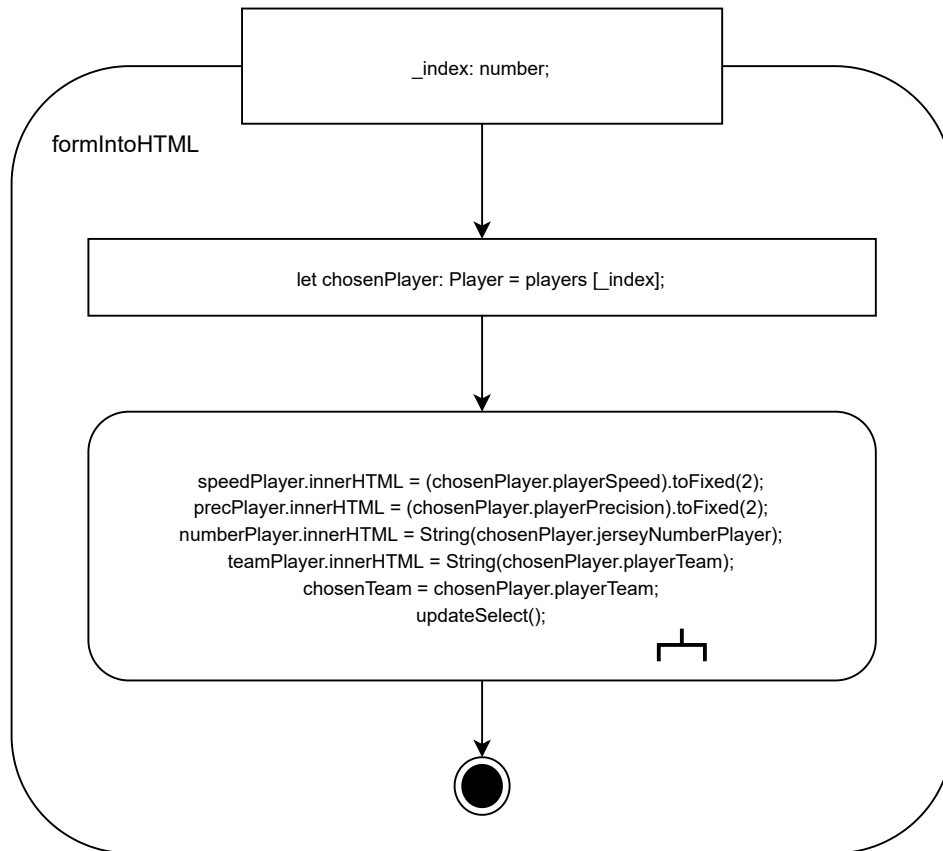 _index: number;
formIntoHTML
let chosenPlayer: Player = players [_index];
speedPlayer.innerHTML = (chosenPlayer.playerSpeed).toFixed(2);
precPlayer.innerHTML = (chosenPlayer.playerPrecision).toFixed(2);
numberPlayer.innerHTML = String(chosenPlayer.jerseyNumberPlayer);
teamPlayer.innerHTML = String(chosenPlayer.playerTeam);
chosenTeam = chosenPlayer.playerTeam;
updateSelect();